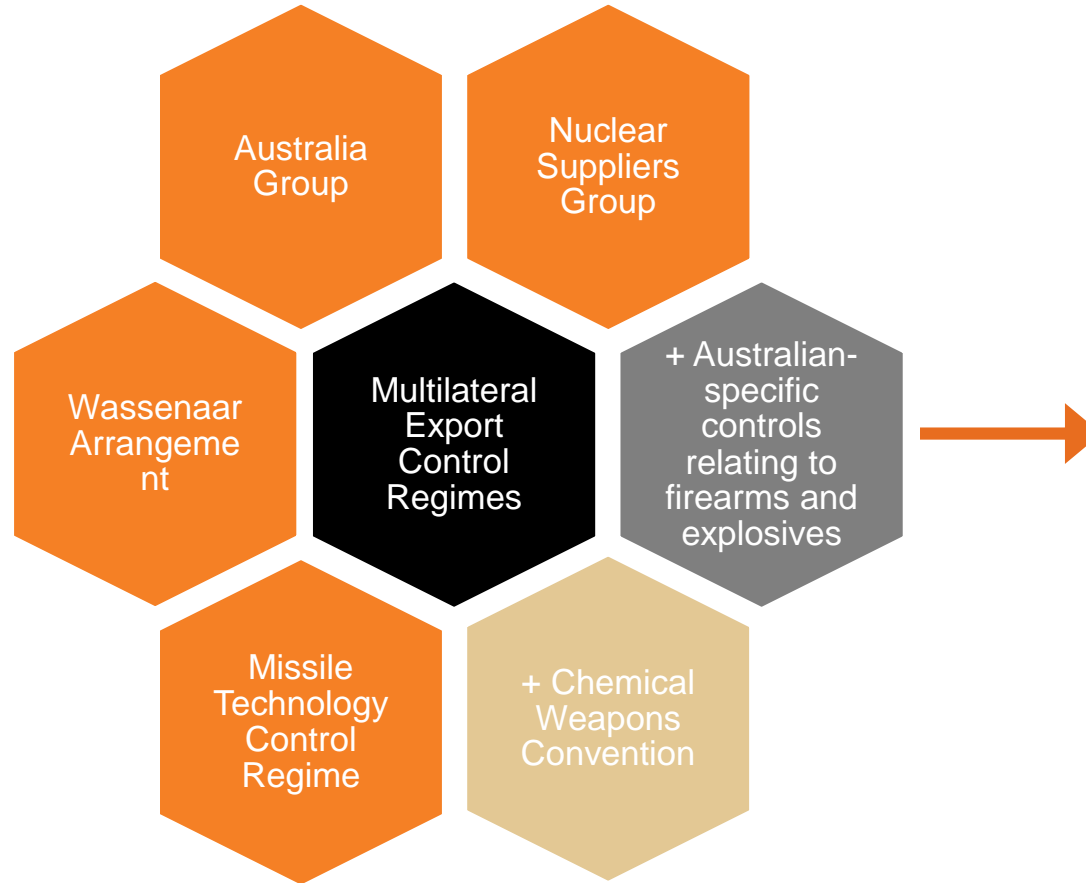 Australia
Group
Nuclear
Suppliers
Group
Wassenaar
Arrangeme
nt
Multilateral
Export
Control
Regimes
+ Australian-
specific
controls
relating to
firearms and
explosives
Missile
Technology
Control
Regime
+ Chemical
Weapons
Convention